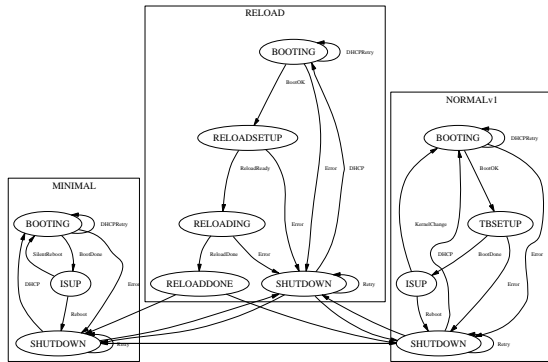 RELOAD
BOOTING
DHCPRetry
BootOK
NORMALv1
RELOADSETUP
BOOTING
DHCPRetry
BootOK
ReloadReady
Error
DHCP
MINIMAL
BOOTING
DHCPRetry
RELOADING
Error
KernelChange
TBSETUP
SilentReboot
BootDone
ReloadDone
Error
DHCP
BootDone
Error
Error
DHCP
ISUP
Error
RELOADDONE
SHUTDOWN
Retry
ISUP
Reboot
Reboot
SHUTDOWN
Retry
SHUTDOWN
Retry